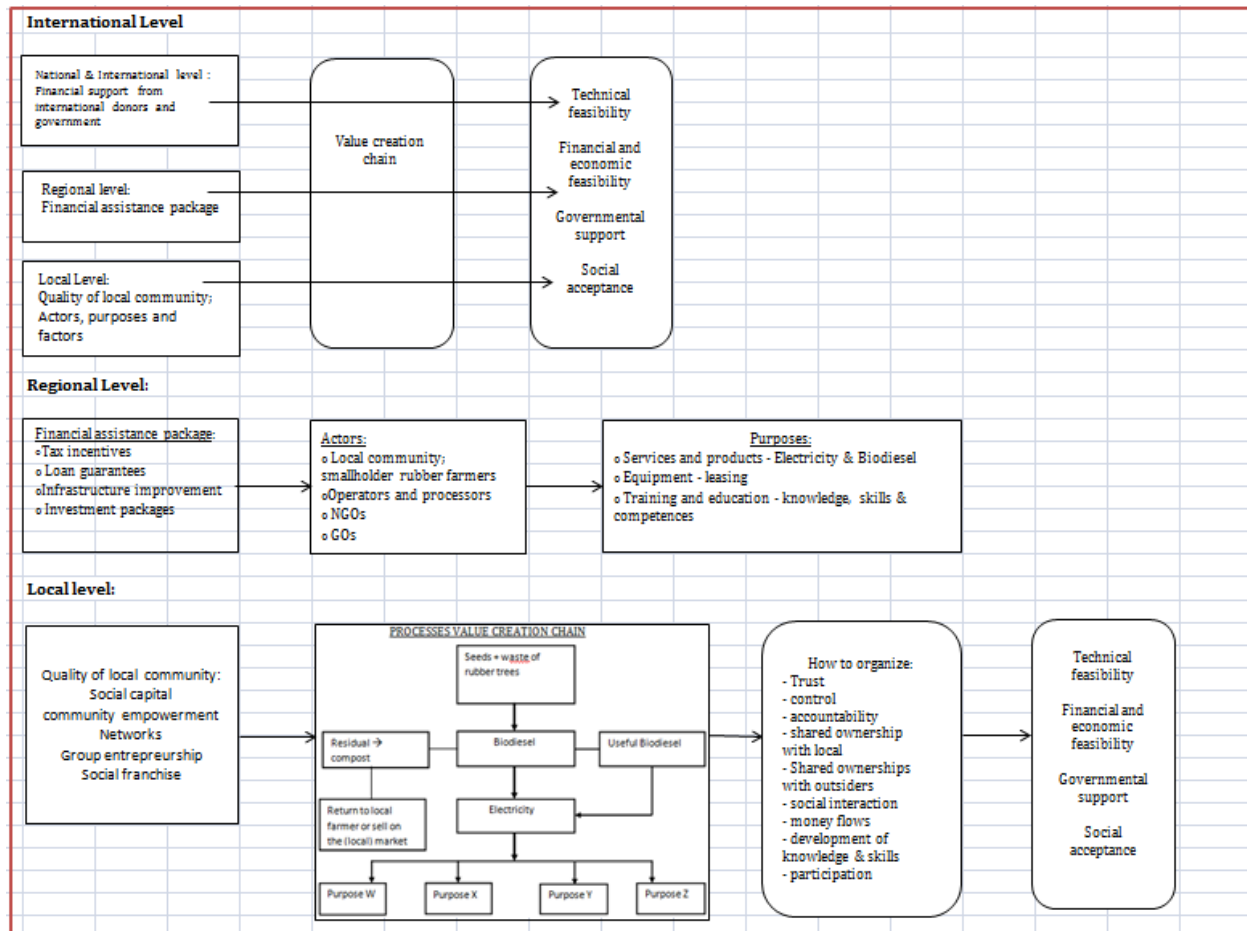 International Level
National & International level :
Financial support from
international donors and
government
Value creation
chain
Technical
feasibility
Financial and
economic
feasibility
Governmental
support
Social
acceptance
Regional level:
Financial assistance package
Local Level:
Quality of local community;
Actors, purposes and
factors
Regional Level:
Financial assistance package:
o Tax incentives
o Loan guarantees
o Infrastructure improvement
o Investment packages
Actors:
o Local community;
smallholder rubber farmers
o Operators and processors
o NGOs
o GOs
Purposes:
o Services and products - Electricity & Biodiesel
o Equipment - leasing
o Training and education - knowledge, skills &
competences
Local level:
Quality of local community:
Social capital
community empowerment
Networks
Group entrepreurship
Social franchise
PROCESSES VALUE CREATION CHAIN
Seeds + waste of
rubber trees
Residual →
compost
Biodiesel
Useful Biodiesel
Return to local
farmer or sell on
the (local) market
Electricity
Purpose W
Purpose X
Purpose Y
Purpose Z
How to organize:
- Trust
- control
- accountability
- shared ownership
with local
- Shared ownerships
with outsiders
- social interaction
- money flows
- development of
knowledge & skills
- participation
Technical
feasibility
Financial and
economic
feasibility
Governmental
support
Social
acceptance